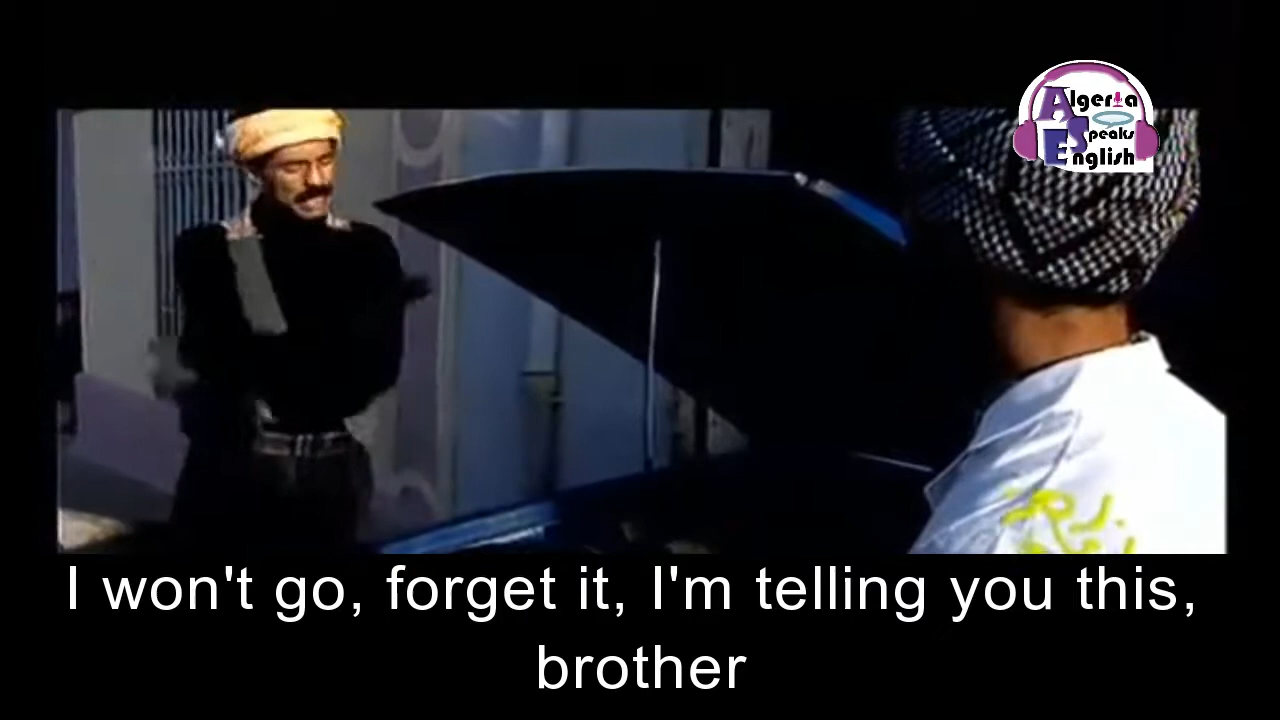 Algeria
Speaks
English
I won't go, forget it, I'm telling you this,
brother